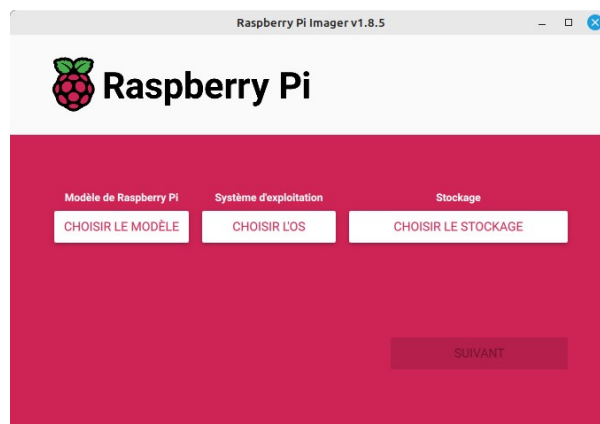 Raspberry Pi Imager v1.8.5
Raspberry Pi
Modèle de Raspberry Pi Système d'exploitation Stockage
CHOISIR LE MODÈLE CHOISIR L'OS CHOISIR LE STOCKAGE
SUIVANT